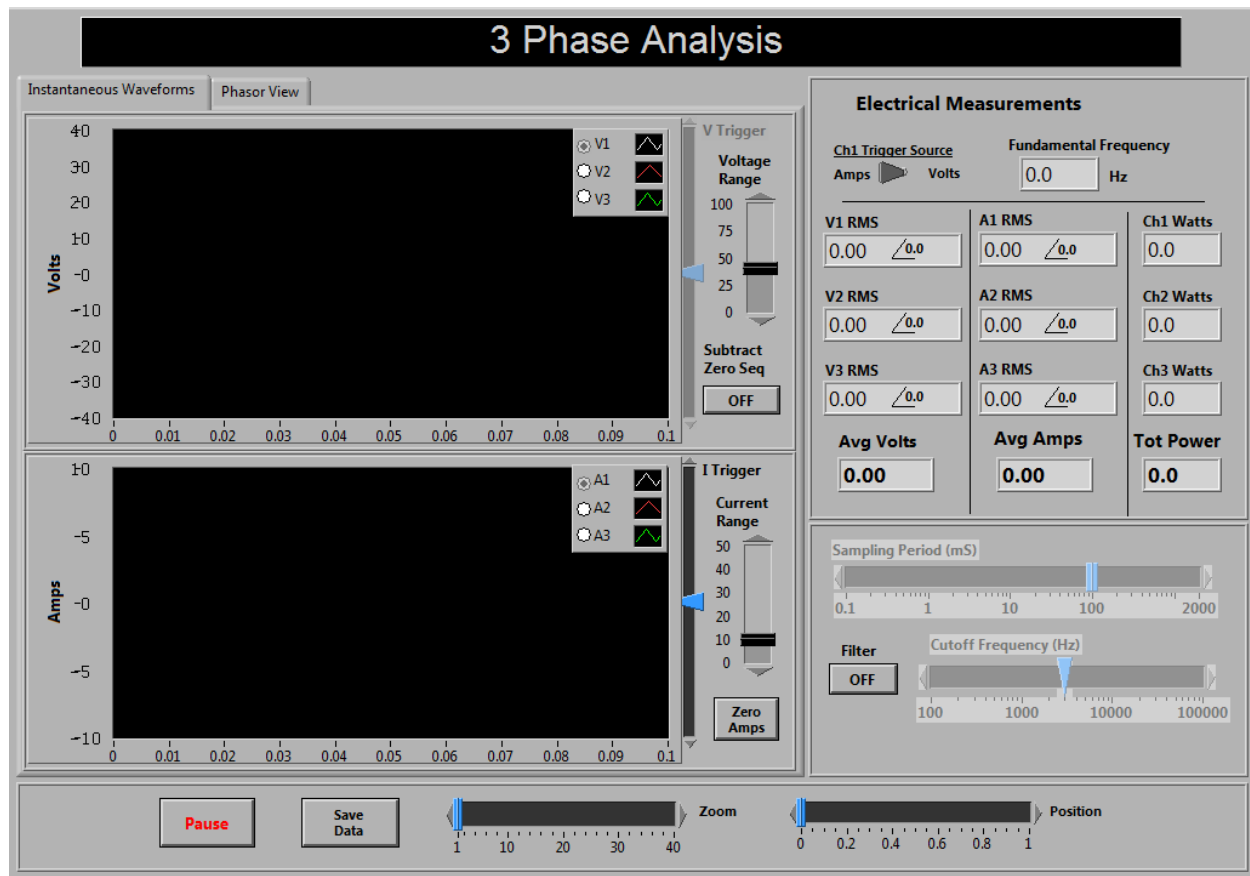 3 Phase Analysis
Instantaneous Waveforms
Phasor View
40
30
20
10
-0
-10
-20
-30
-40
Volts
0 0.01 0.02 0.03 0.04 0.05 0.06 0.07 0.08 0.09 0.1
V1
V2
V3
V Trigger
Voltage
Range
100
75
50
25
0
Subtract
Zero Seq
OFF
10
-5
-0
-5
-10
Amps
0 0.01 0.02 0.03 0.04 0.05 0.06 0.07 0.08 0.09 0.1
A1
A2
A3
I Trigger
Current
Range
50
40
30
20
10
0
Zero
Amps
Electrical Measurements
Ch1 Trigger Source
Amps Volts
Fundamental Frequency
0.0 Hz
V1 RMS A1 RMS Ch1 Watts
0.00 0.0 0.00 0.0 0.0
V2 RMS A2 RMS Ch2 Watts
0.00 0.0 0.00 0.0 0.0
V3 RMS A3 RMS Ch3 Watts
0.00 0.0 0.00 0.0 0.0
Avg Volts Avg Amps Tot Power
0.00 0.00 0.0
Sampling Period (mS)
0.1 1 10 100 2000
Filter
OFF
Cutoff Frequency (Hz)
100 1000 10000 100000
Pause
Save
Data
Zoom
1 10 20 30 40
Position
0 0.2 0.4 0.6 0.8 1